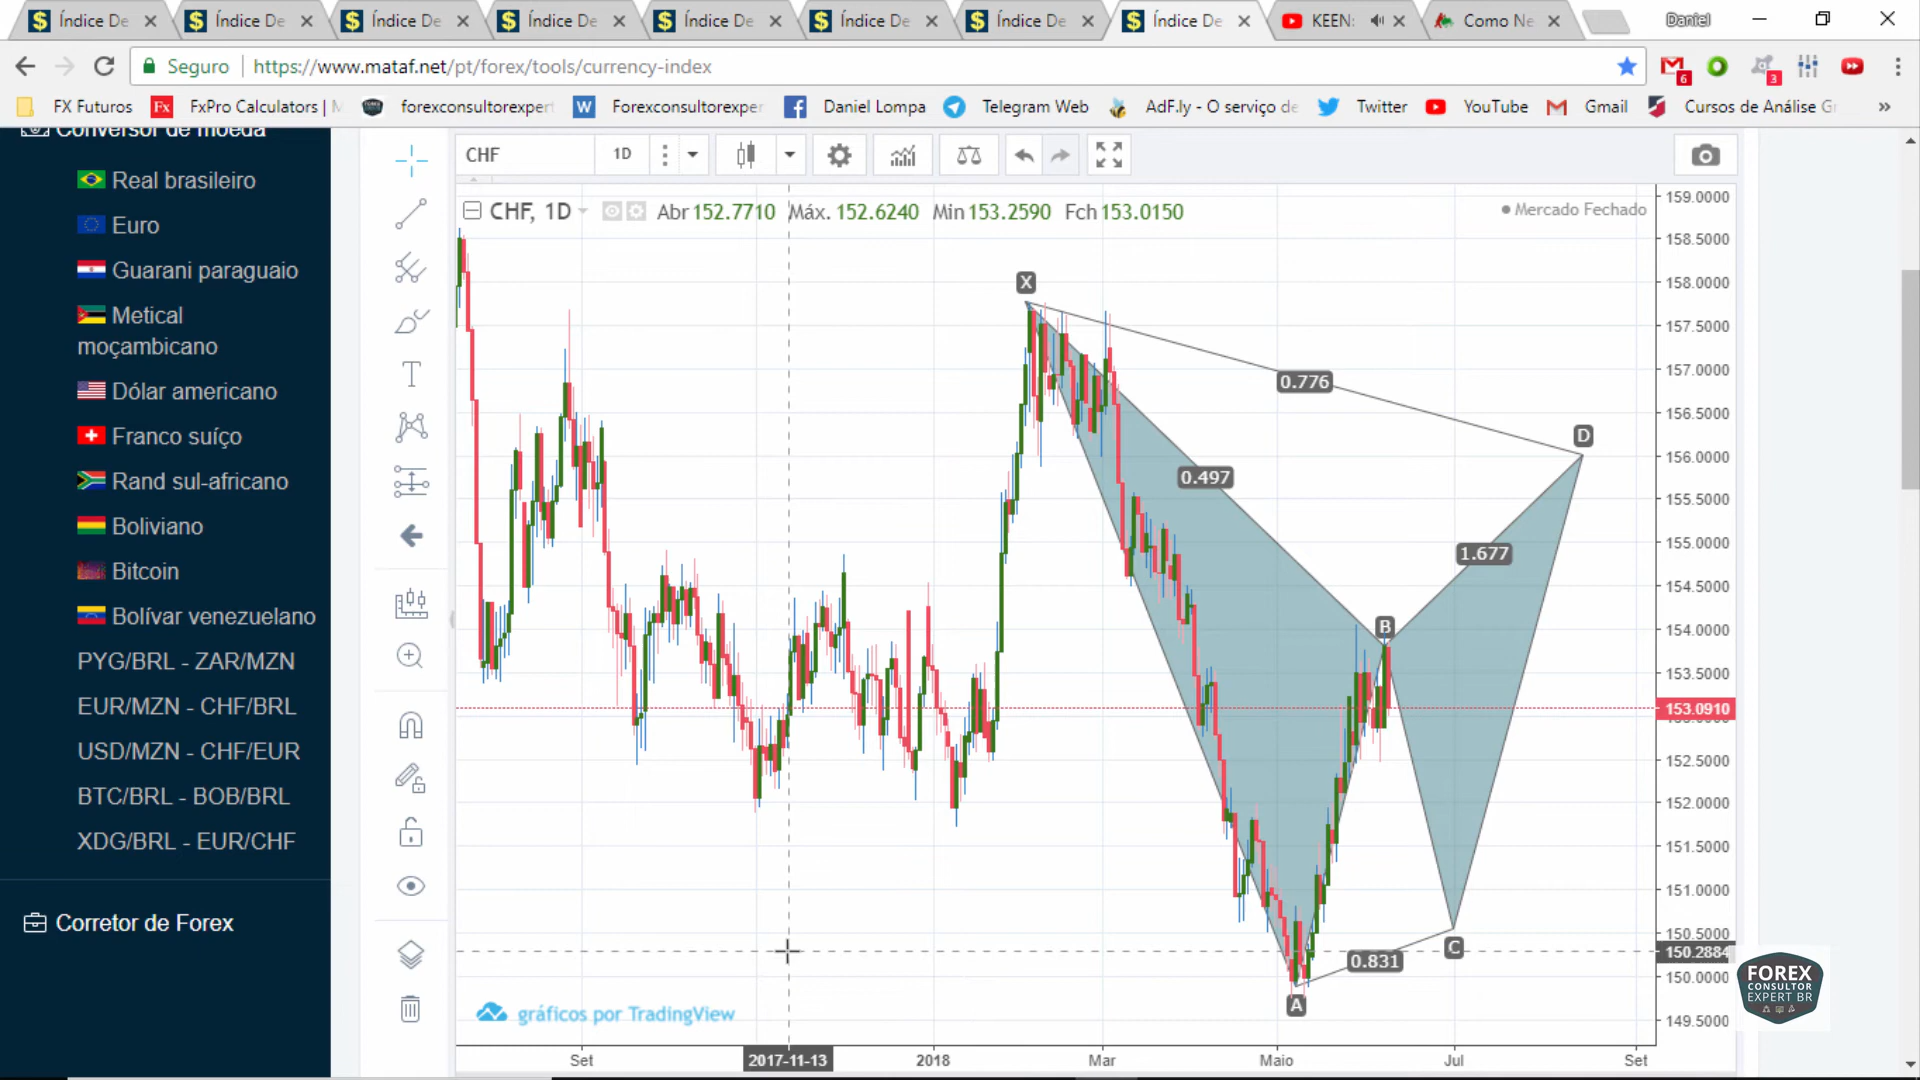 Índice De
Índice De
Índice De
Índice De
Índice De
Índice De
Índice De
Índice De
KEEN:
Como Ne
Daniel
Seguro
https://www.mataf.net/pt/forex/tools/currency-index
6
3
FX Futuros
Fx
FxPro Calculators |
forexconsultorexpert
Forexconsultorexper
Daniel Lompa
Telegram Web
AdF.ly - O serviço de
Twitter
YouTube
Gmail
Cursos de Análise Gr
»
Conversor de moeda
Real brasileiro
Euro
Guarani paraguaio
Metical
moçambicano
Dólar americano
Franco suíço
Rand sul-africano
Boliviano
Bitcoin
Bolívar venezuelano
PYG/BRL - ZAR/MZN
EUR/MZN - CHF/BRL
USD/MZN - CHF/EUR
BTC/BRL - BOB/BRL
XDG/BRL - EUR/CHF
Corretor de Forex
CHF
1D
CHF, 1D
Abr 152.7710 Máx. 152.6240 Min 153.2590 Fch 153.0150
Mercado Fechado
X
0.776
D
0.497
1.677
B
C
0.831
A
159.0000
158.5000
158.0000
157.5000
157.0000
156.5000
156.0000
155.5000
155.0000
154.5000
154.0000
153.5000
153.0910
152.5000
152.0000
151.5000
151.0000
150.5000
150.2884
150.0000
149.5000
gráficos por TradingView
Set
2017-11-13
2018
Mar
Maio
Jul
Set
FOREX
CONSULTOR
EXPERT BR